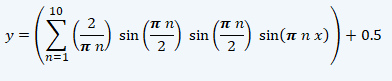 y = (∑_{n=1}^{10} (2/(π n)) sin (π n/2) sin (π n/2) sin(π n x)) + 0.5